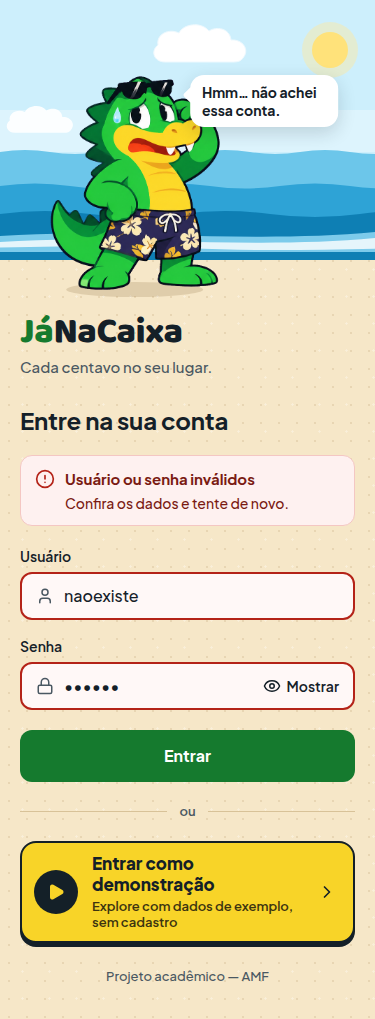 Hmm... não achei
essa conta.
JáNaCaixa
Cada centavo no seu lugar.
Entre na sua conta
Usuário ou senha inválidos
Confira os dados e tente de novo.
Usuário
naoexiste
Senha
••••••
Mostrar
Entrar
ou
Entrar como
demonstração
Explore com dados de exemplo,
sem cadastro
Projeto acadêmico — AMF